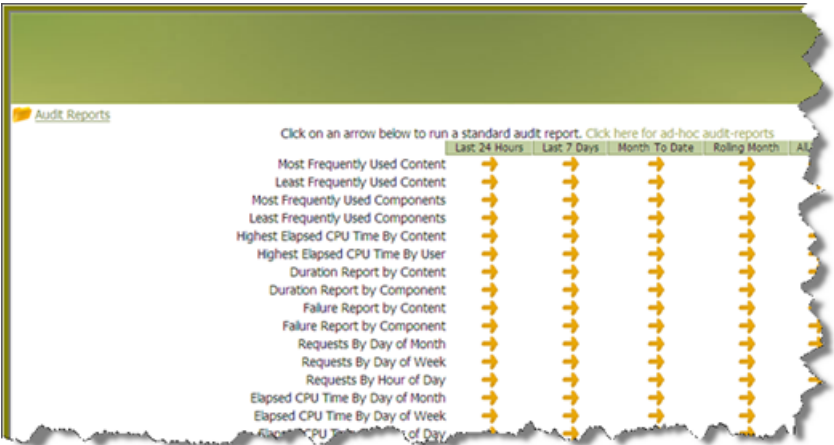 Audit Reports
Click on an arrow below to run a standard audit report. Click here for ad-hoc audit-reports
Last 24 Hours Last 7 Days Month To Date Rolling Month
Most Frequently Used Content
Least Frequently Used Content
Most Frequently Used Components
Least Frequently Used Components
Highest Elapsed CPU Time By Content
Highest Elapsed CPU Time By User
Duration Report by Content
Duration Report by Component
Failure Report by Content
Failure Report by Component
Requests By Day of Month
Requests By Day of Week
Requests By Hour of Day
Elapsed CPU Time By Day of Month
Elapsed CPU Time By Day of Week
CPU of Day